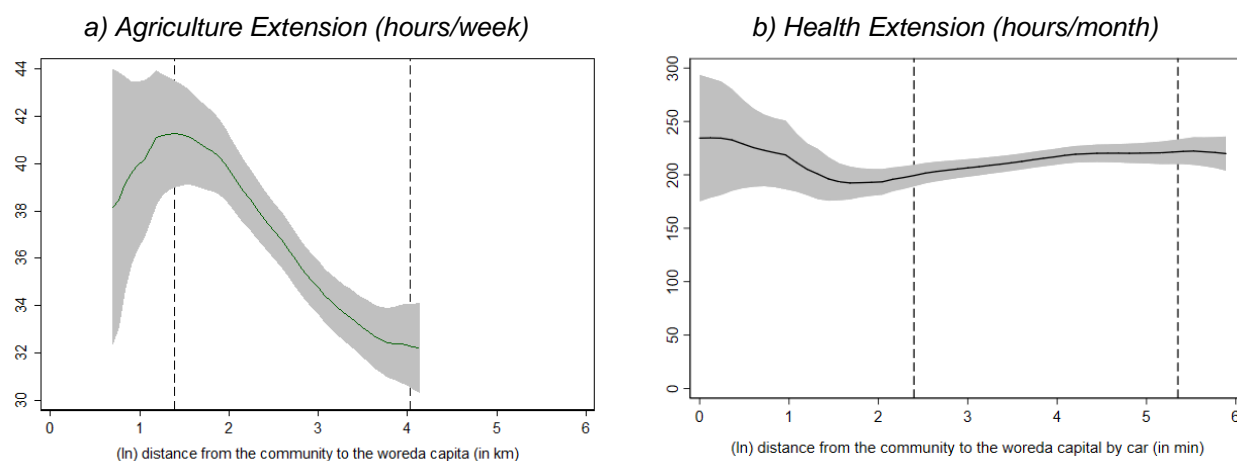 a) Agriculture Extension (hours/week)
44
42
40
38
36
34
32
30
0 1 2 3 4 5 6
(ln) distance from the community to the woreda capita (in km)
b) Health Extension (hours/month)
300
250
200
150
100
50
0
0 1 2 3 4 5 6
(ln) distance from the community to the woreda capital by car (in min)